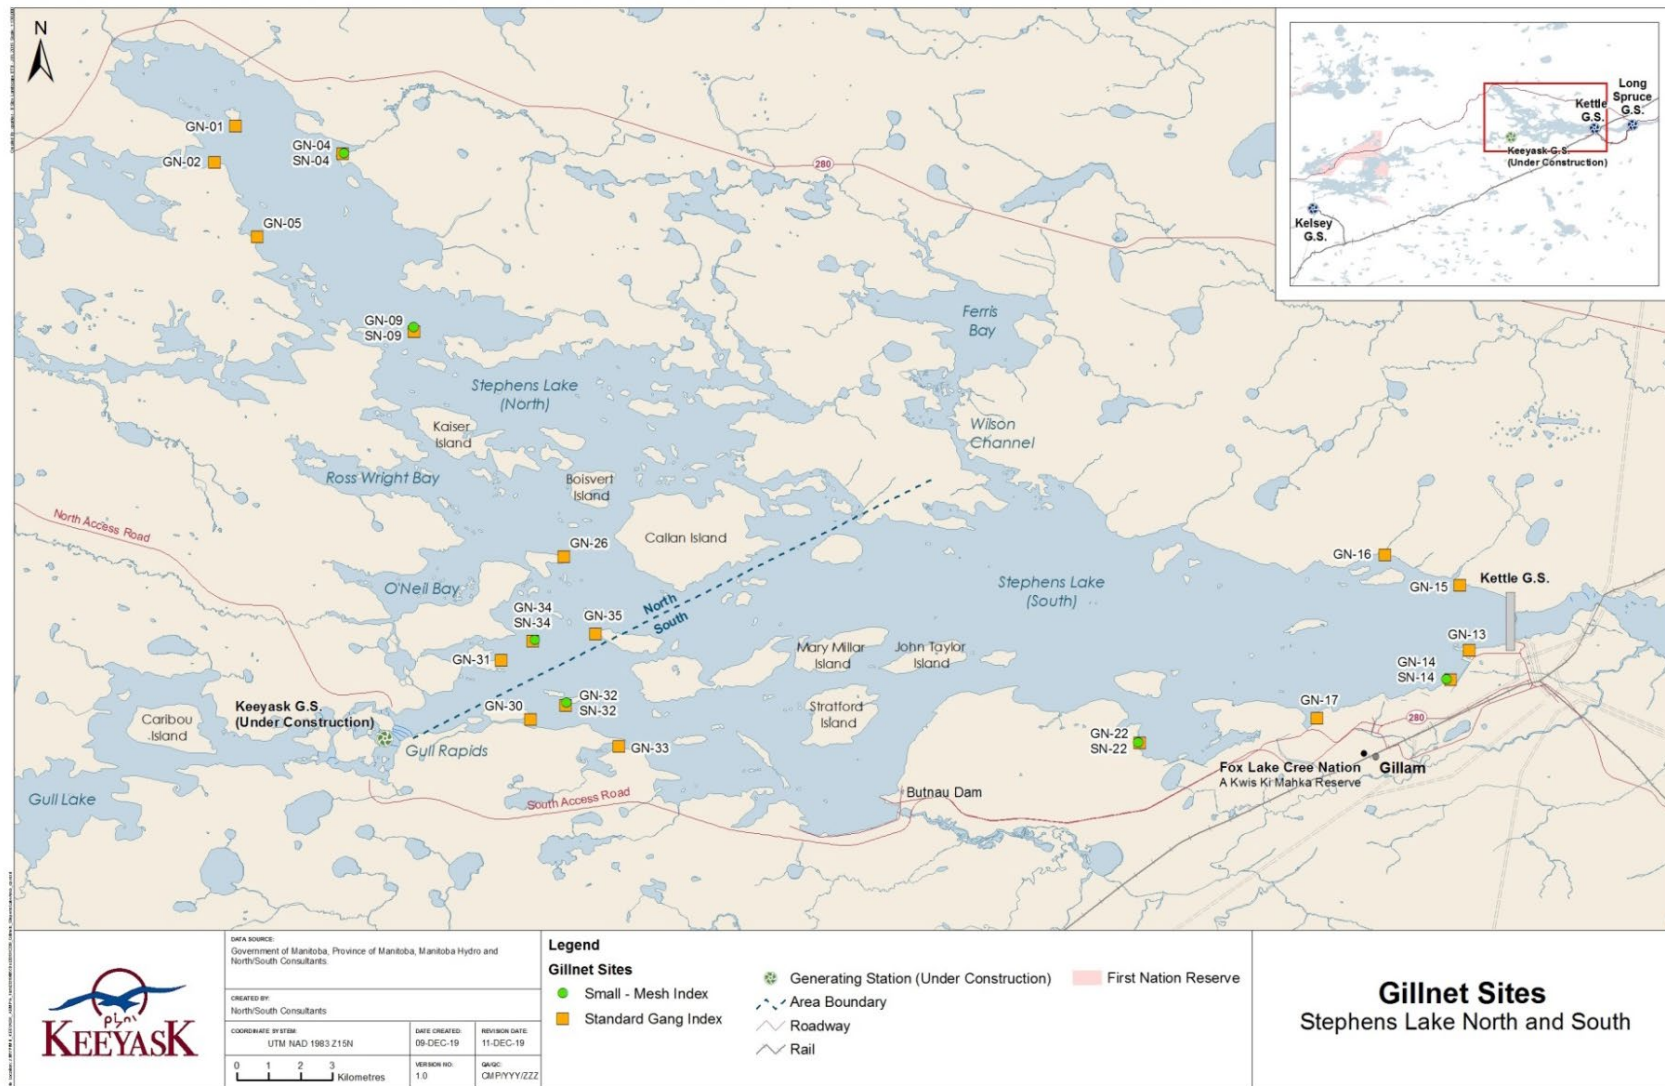 N
GN-01
GN-02
GN-04
SN-04
GN-05
GN-09
SN-09
280
Ferris
Bay
Stephens Lake
(North)
Kaiser
Island
Wilson
Channel
Ross Wright Bay
Boisvert
Island
North Access Road
Callan Island
GN-26
O'Neil Bay
GN-34
SN-34
GN-35
North
South
Stephens Lake
(South)
GN-16
GN-15
Kettle G.S.
GN-13
GN-14
SN-14
GN-31
Mary Millar
Island
John Taylor
Island
GN-32
SN-32
GN-30
Keeyask G.S.
(Under Construction)
Caribou
Island
Gull Rapids
GN-33
Stratford
Island
GN-17
GN-22
SN-22
280
Fox Lake Cree Nation
A Kwis Ki Mahka Reserve
Gillam
Gull Lake
South Access Road
Butnau Dam
Long
Spruce
G.S.
Kettle
G.S.
Keeyask G.S.
(Under Construction)
Kelsey
G.S.
KEEYASK
DATA SOURCE:
Government of Manitoba, Province of Manitoba, Manitoba Hydro and
North/South Consultants.
CREATED BY:
North/South Consultants
COORDINATE SYSTEM:
UTM NAD 1983 Z15N
DATE CREATED:
09-DEC-19
REVISION DATE:
11-DEC-19
0 1 2 3 Kilometres
VERSION NO:
1.0
QA/QC:
CMP/YYY/ZZZ
Legend
Gillnet Sites
Small - Mesh Index
Standard Gang Index
Generating Station (Under Construction)
Area Boundary
Roadway
Rail
First Nation Reserve
Gillnet Sites
Stephens Lake North and South